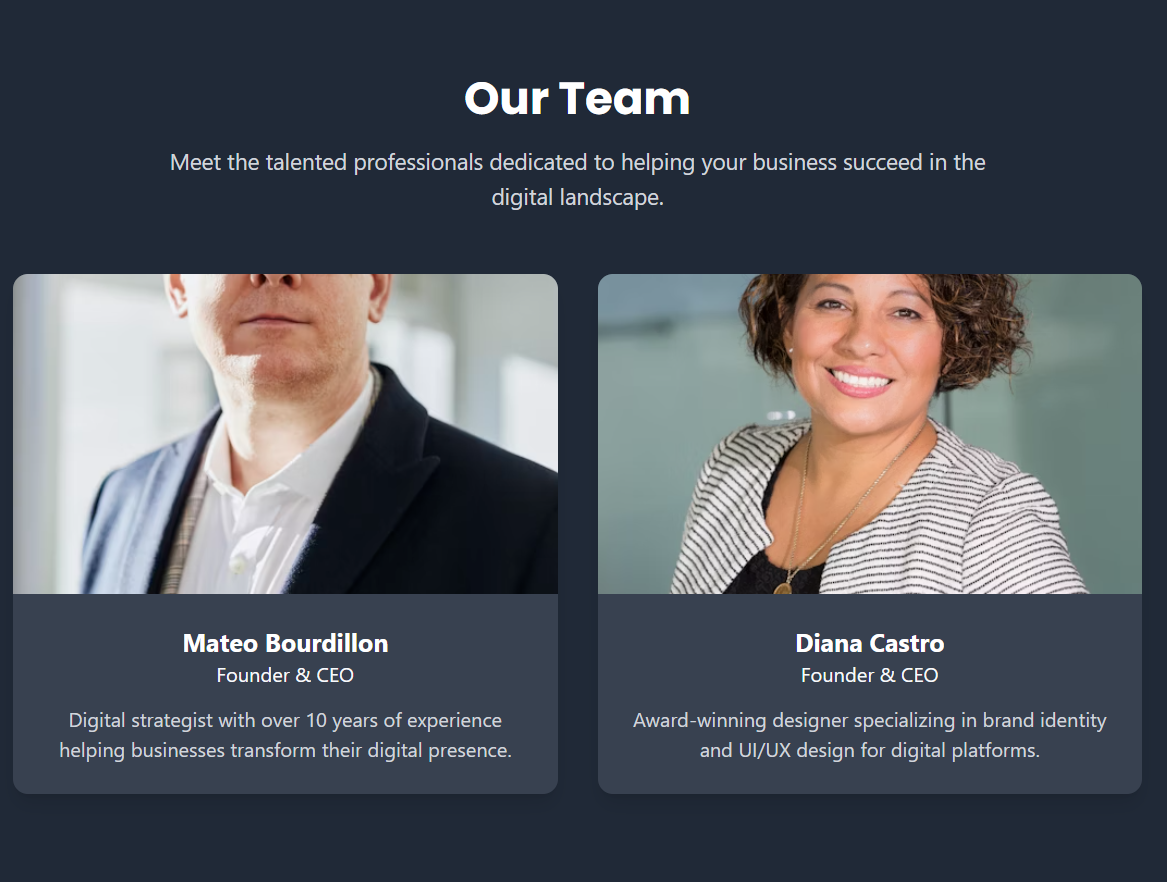 Our Team
Meet the talented professionals dedicated to helping your business succeed in the
digital landscape.
Mateo Bourdillon
Founder & CEO
Digital strategist with over 10 years of experience
helping businesses transform their digital presence.
Diana Castro
Founder & CEO
Award-winning designer specializing in brand identity
and UI/UX design for digital platforms.